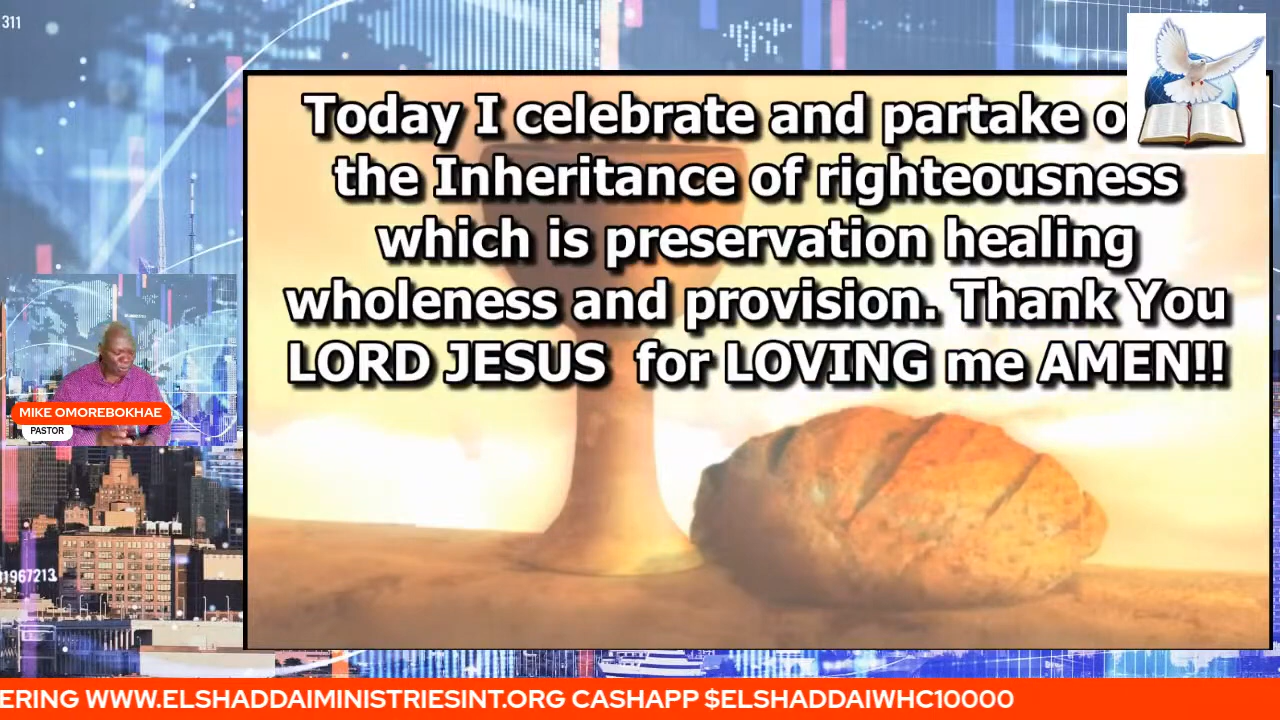 311
Today I celebrate and partake o
the Inheritance of righteousness
which is preservation healing
wholeness and provision. Thank You
LORD JESUS for LOVING me AMEN!!
MIKE OMOREBOKHAE
PASTOR
31967213
ERING WWW.ELSHADDAIMINISTRIESINT.ORG CASHAPP $ELSHADDAIWHC10000